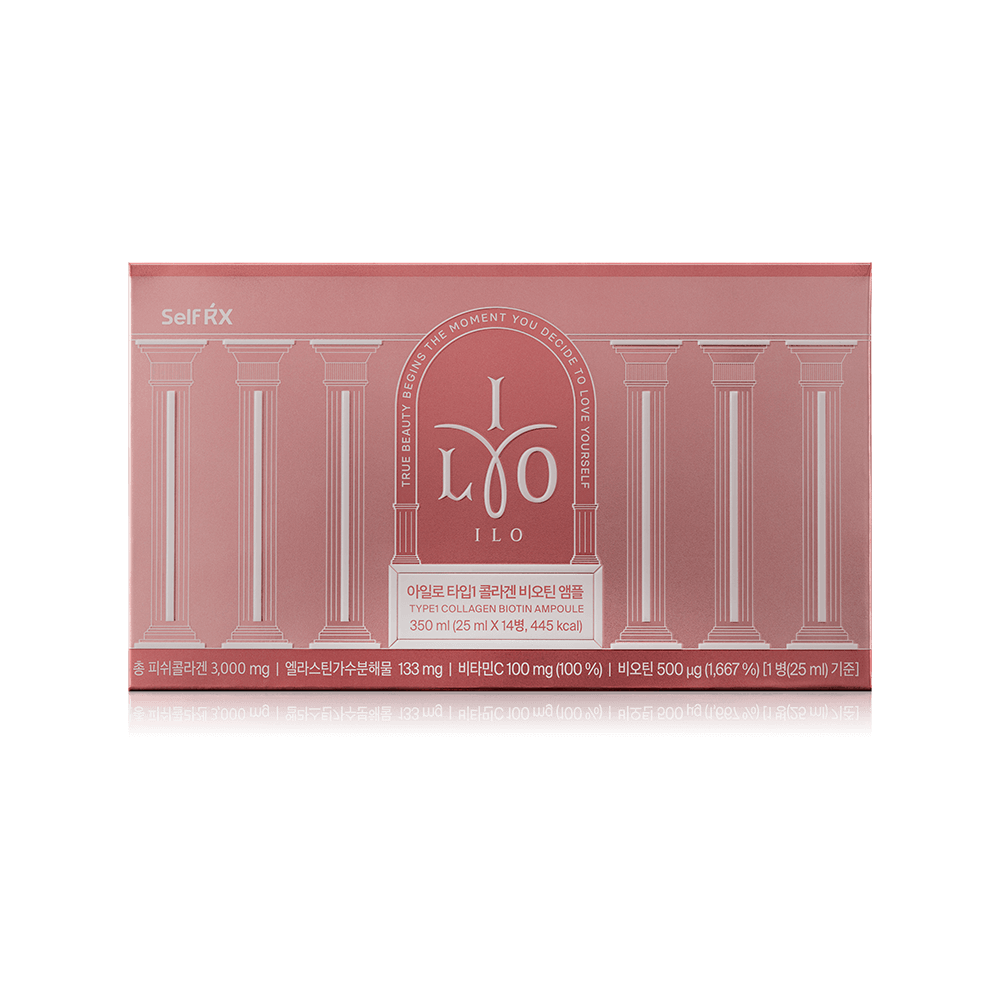 SelfRX
TRUE BEAUTY BEGINS THE MOMENT YOU DECIDE TO LOVE YOURSELF
I
L O
ILO
아일로 타입1 콜라겐 비오틴 앰플
TYPE1 COLLAGEN BIOTIN AMPOULE
350 ml (25 ml X 14병, 445 kcal)
총 피쉬콜라겐 3,000 mg | 엘라스틴가수분해물 133 mg | 비타민C 100 mg (100 %) | 비오틴 500 μg (1,667 %) [1 병(25 ml) 기준]